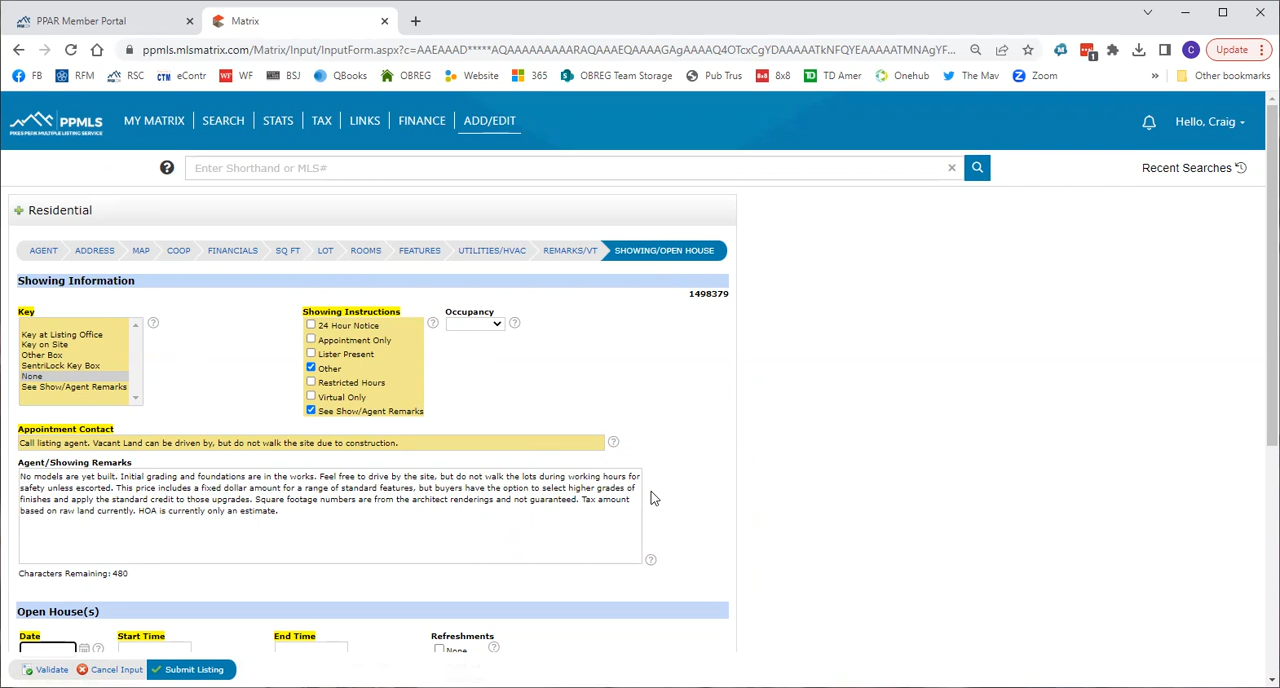 PPAR Member Portal
Matrix
ppmls.mlsmatrix.com/Matrix/Input/InputForm.aspx?c=AAEAAAD*****AQAAAAAAAAARAQAAAEQAAAAGAgAAAAQ4OTcxCgYDAAAAATkNFQYEAAAAATMNAgYF...
C
Update
FB
RFM
RSC
CTM eContr
WF WF
BSJ
QBooks
OBREG
Website
365
OBREG Team Storage
Pub Trus
8x8 8x8
TD Amer
Onehub
The Mav
Zoom
»
Other bookmarks
PPMLS
PIKES PEAK MULTIPLE LISTING SERVICE
MY MATRIX
SEARCH
STATS
TAX
LINKS
FINANCE
ADD/EDIT
Hello, Craig
Enter Shorthand or MLS#
Recent Searches
Residential
AGENT
ADDRESS
MAP
COOP
FINANCIALS
SQ FT
LOT
ROOMS
FEATURES
UTILITIES/HVAC
REMARKS/VT
SHOWING/OPEN HOUSE
Showing Information
1498379
Key
Showing Instructions
Occupancy
Key at Listing Office
Key on Site
Other Box
SentriLock Key Box
None
See Show/Agent Remarks
24 Hour Notice
Appointment Only
Lister Present
Other
Restricted Hours
Virtual Only
See Show/Agent Remarks
Appointment Contact
Call listing agent. Vacant Land can be driven by, but do not walk the site due to construction.
Agent/Showing Remarks
No models are yet built. Initial grading and foundations are in the works. Feel free to drive by the site, but do not walk the lots during working hours for
safety unless escorted. This price includes a fixed dollar amount for a range of standard features, but buyers have the option to select higher grades of
finishes and apply the standard credit to those upgrades. Square footage numbers are from the architect renderings and not guaranteed. Tax amount
based on raw land currently. HOA is currently only an estimate.
Characters Remaining: 480
Open House(s)
Date
Start Time
End Time
Refreshments
None
Validate
Cancel Input
Submit Listing